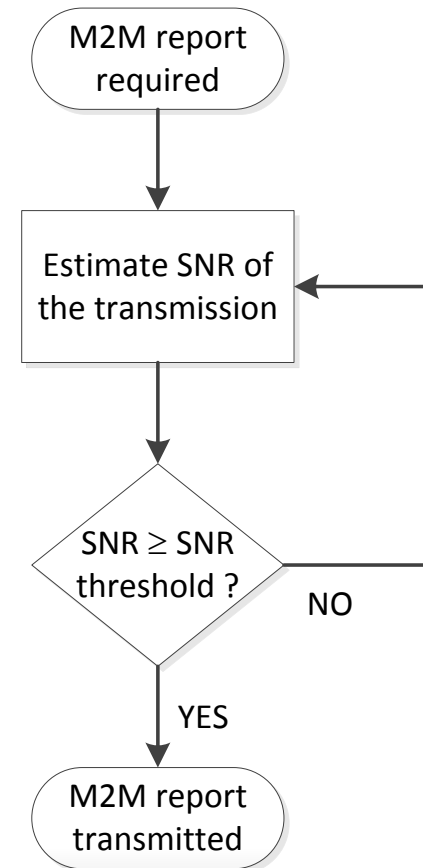 M2M report
required
Estimate SNR of
the transmission
SNR ≥ SNR
threshold ?
NO
YES
M2M report
transmitted